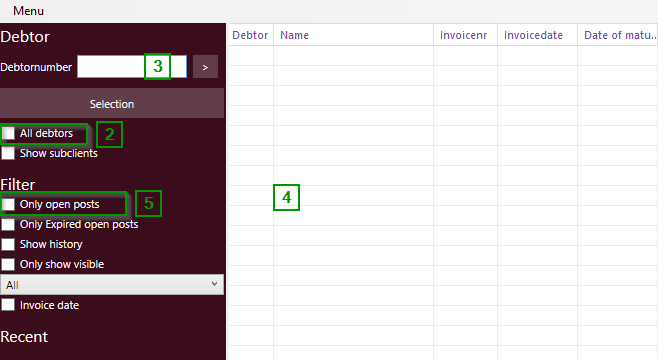 Menu
Debtor
Debtornumber 3 >
Selection
All debtors 2
Show subclients
Filter
Only open posts 5
Only Expired open posts
Show history
Only show visible
All
Invoice date
Recent
Debtor Name Invoicenr Invoicedate Date of matu...
4